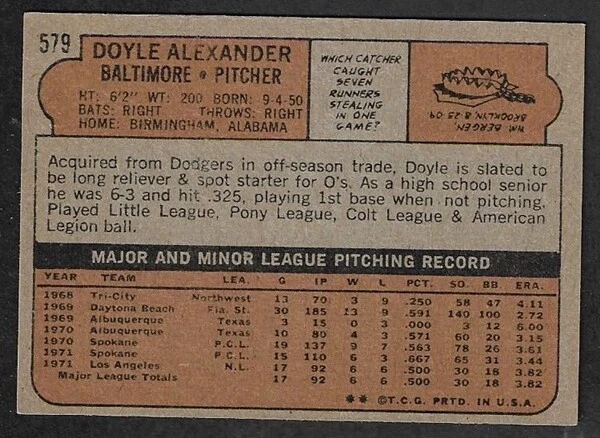 579
DOYLE ALEXANDER
BALTIMORE • PITCHER
HT: 6'2" WT: 200 BORN: 9-4-50
BATS: RIGHT THROWS: RIGHT
HOME: BIRMINGHAM, ALABAMA
WHICH CATCHER
CAUGHT
SEVEN
RUNNERS
STEALING
IN ONE
GAME?
WM. BERGEN,
BROOKLYN, 8 25 09
Acquired from Dodgers in off-season trade, Doyle is slated to
be long reliever & spot starter for O's. As a high school senior
he was 6-3 and hit .325, playing 1st base when not pitching.
Played Little League, Pony League, Colt League & American
Legion ball.
MAJOR AND MINOR LEAGUE PITCHING RECORD
YEAR TEAM LEA. G IP W L PCT. SO. BB. ERA.
1968 Tri-City Northwest 13 70 3 9 .250 58 47 4.11
1969 Daytona Beach Fla. St. 30 185 13 9 .591 140 100 2.72
1969 Albuquerque Texas 3 15 0 3 .000 3 12 6.00
1970 Albuquerque Texas 10 80 4 3 .571 60 20 3.15
1970 Spokane P.C.L. 19 137 9 7 .563 78 26 3.61
1971 Spokane P.C.L. 15 110 6 3 .667 65 31 3.44
1971 Los Angeles N.L. 17 92 6 6 .500 30 18 3.82
Major League Totals 17 92 6 6 .500 30 18 3.82
** ©T.C.G. PRTD. IN U.S.A.